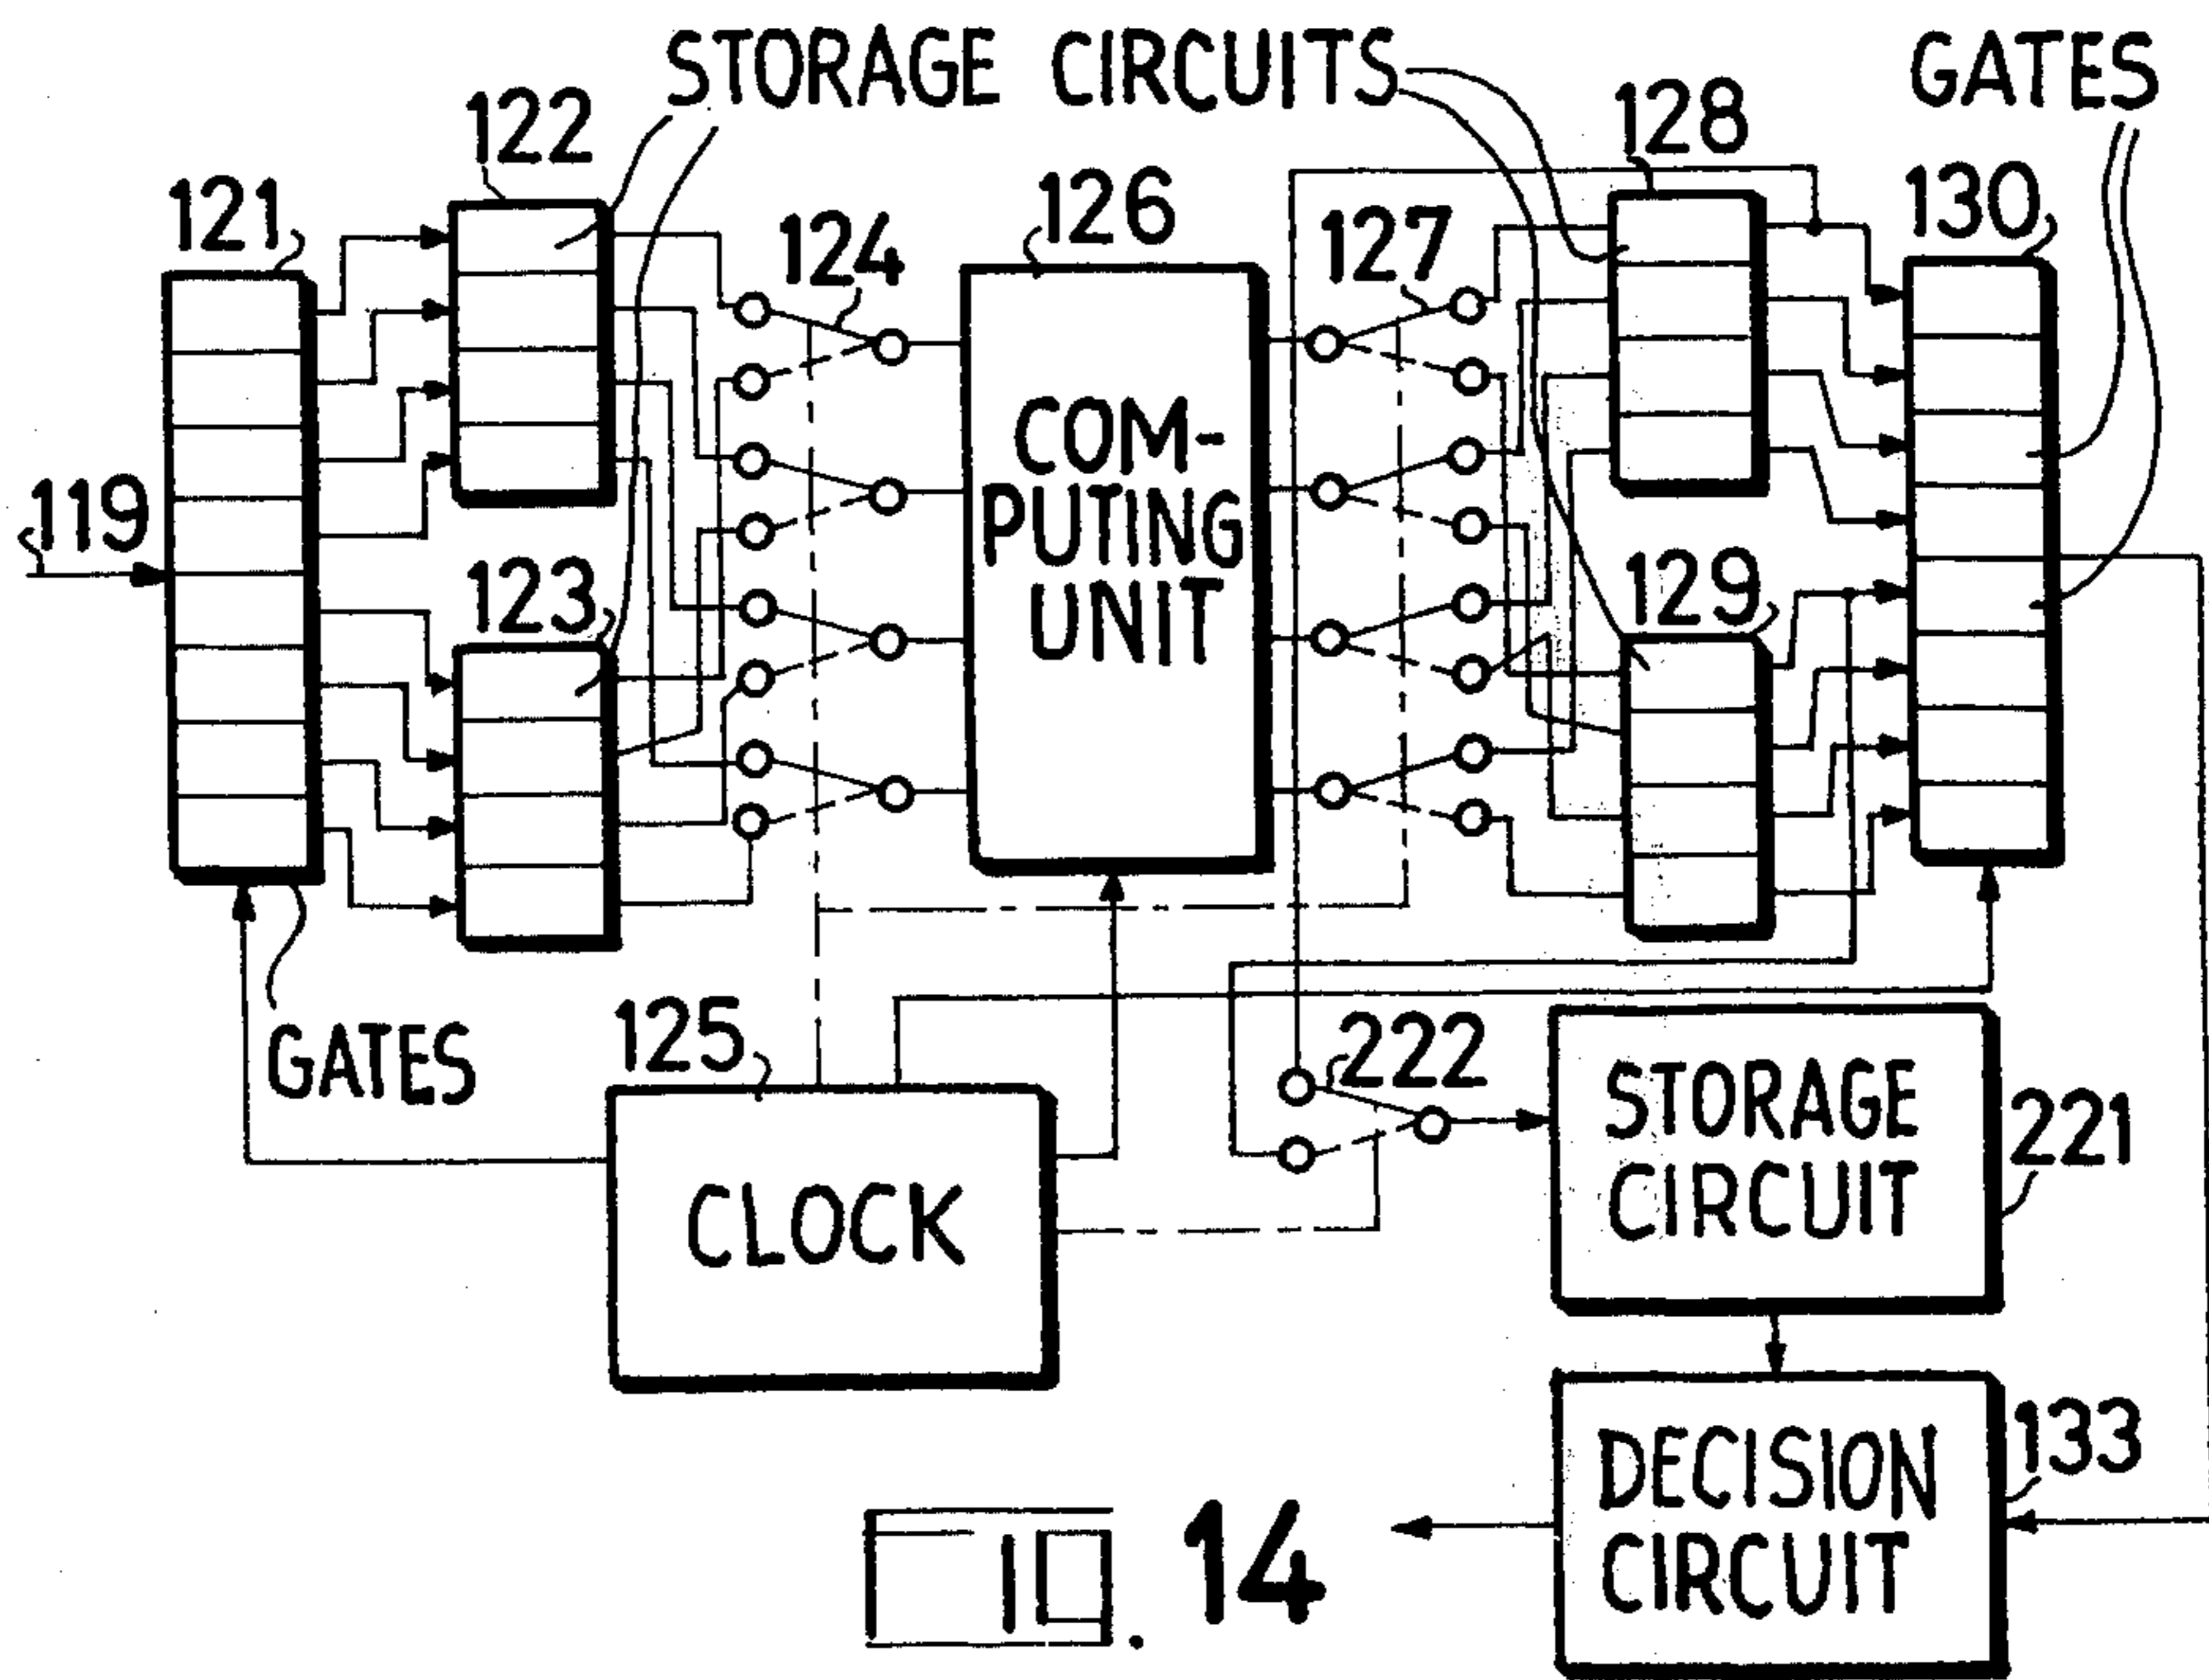 STORAGE CIRCUITS
GATES
122
128
121
124
126
127
130
COM-
PUTING
UNIT
119
123
129
GATES
125
222
STORAGE
CIRCUIT
221
CLOCK
DECISION
CIRCUIT
133
FIG. 14